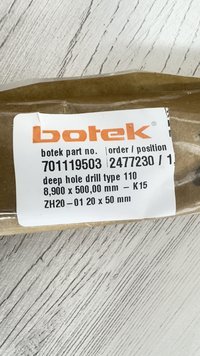 botek
botek part no. order / position
701119503 2477230 / 1
deep hole drill type 110
8,900 x 500,00 mm – K15
ZH20–01 20 x 50 mm